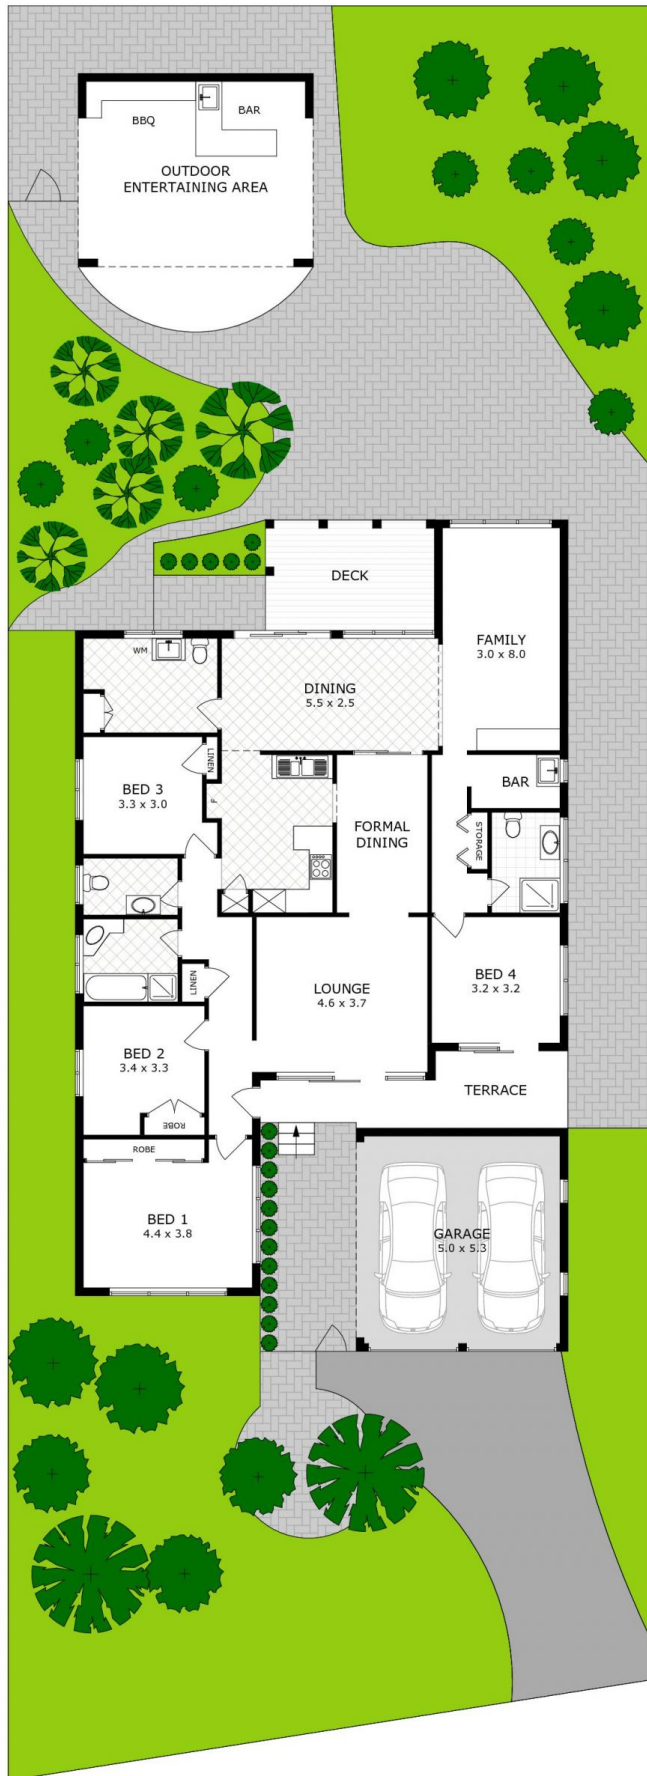 BBQ
BAR
OUTDOOR
ENTERTAINING AREA
DECK
FAMILY
3.0 x 8.0
WM
DINING
5.5 x 2.5
LINEN
BED 3
3.3 x 3.0
F
BAR
FORMAL
DINING
STORAGE
LINEN
LOUNGE
4.6 x 3.7
BED 4
3.2 x 3.2
BED 2
3.4 x 3.3
ROBE
TERRACE
ROBE
BED 1
4.4 x 3.8
GARAGE
5.0 x 5.3